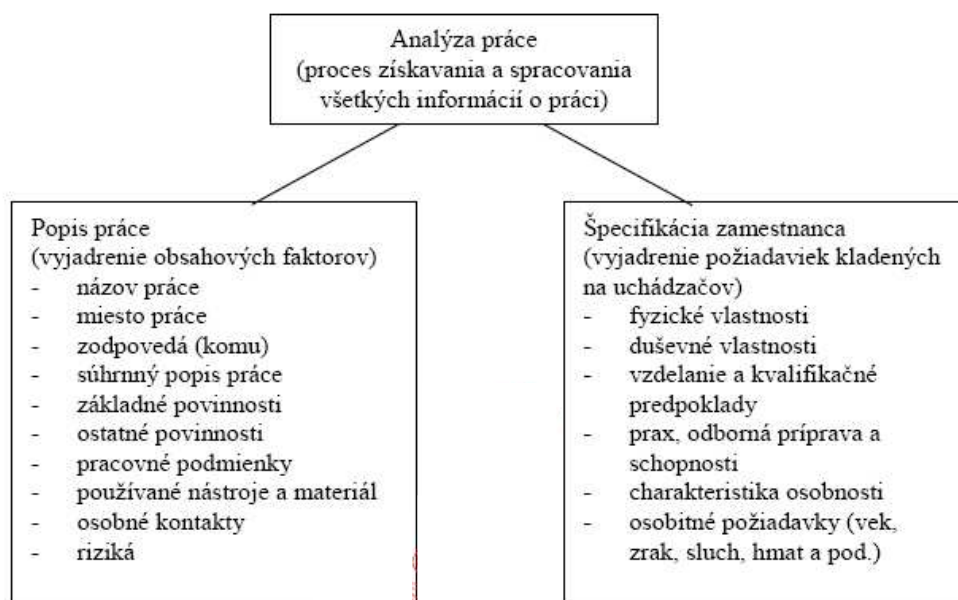 Analýza práce
(proces získavania a spracovania
všetkých informácií o práci)
Popis práce
(vyjadrenie obsahových faktorov)
- názov práce
- miesto práce
- zodpovedá (komu)
- súhrnný popis práce
- základné povinnosti
- ostatné povinnosti
- pracovné podmienky
- používané nástroje a materiál
- osobné kontakty
- riziká
Špecifikácia zamestnanca
(vyjadrenie požiadaviek kladených
na uchádzačov)
- fyzické vlastnosti
- duševné vlastnosti
- vzdelanie a kvalifikačné
predpoklady
- prax, odborná príprava a
schopnosti
- charakteristika osobnosti
- osobitné požiadavky (vek,
zrak, sluch, hmat a pod.)